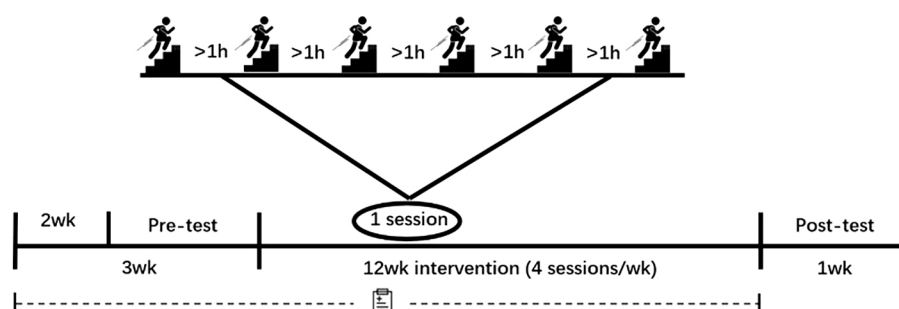 >1h >1h >1h >1h >1h
1 session
2wk Pre-test Post-test
3wk 12wk intervention (4 sessions/wk) 1wk